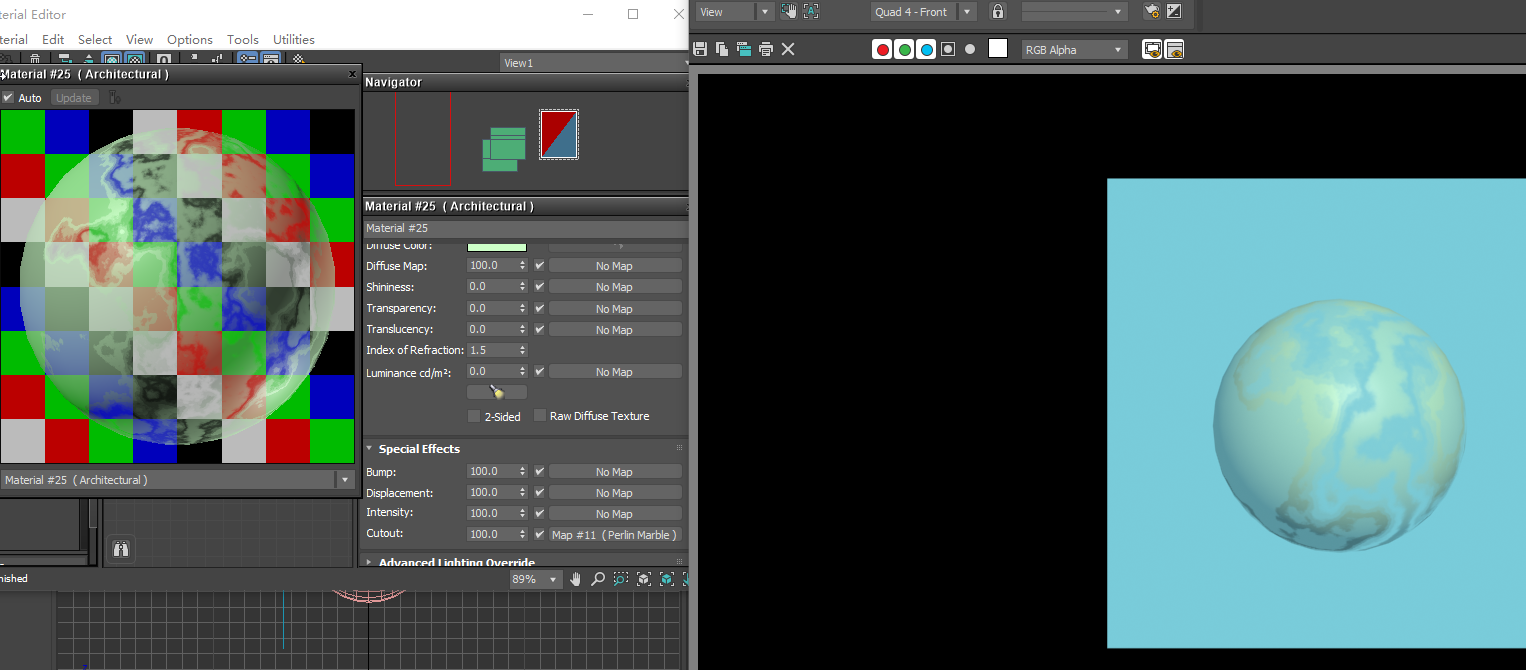 terial Editor
terial Edit Select View Options Tools Utilities
View1
Material #25 ( Architectural )
Auto Update
Material #25 ( Architectural )
nished
Navigator
Material #25 ( Architectural )
Material #25
Diffuse Color:
Diffuse Map: 100.0 No Map
Shininess: 0.0 No Map
Transparency: 0.0 No Map
Translucency: 0.0 No Map
Index of Refraction: 1.5
Luminance cd/m²: 0.0 No Map
2-Sided Raw Diffuse Texture
Special Effects
Bump: 100.0 No Map
Displacement: 100.0 No Map
Intensity: 100.0 No Map
Cutout: 100.0 Map #11 ( Perlin Marble )
Advanced Lighting Override
89%
View Quad 4 - Front
RGB Alpha